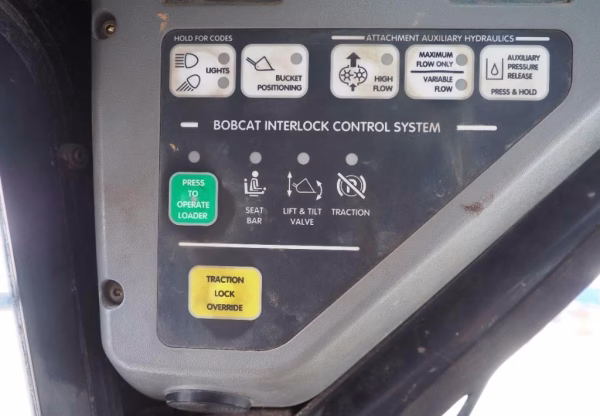 HOLD FOR CODES
ATTACHMENT AUXILIARY HYDRAULICS
LIGHTS
BUCKET
POSITIONING
HIGH
FLOW
MAXIMUM
FLOW ONLY
VARIABLE
FLOW
AUXILIARY
PRESSURE
RELEASE
PRESS & HOLD
BOBCAT INTERLOCK CONTROL SYSTEM
PRESS
TO
OPERATE
LOADER
SEAT
BAR
LIFT & TILT
VALVE
TRACTION
TRACTION
LOCK
OVERRIDE